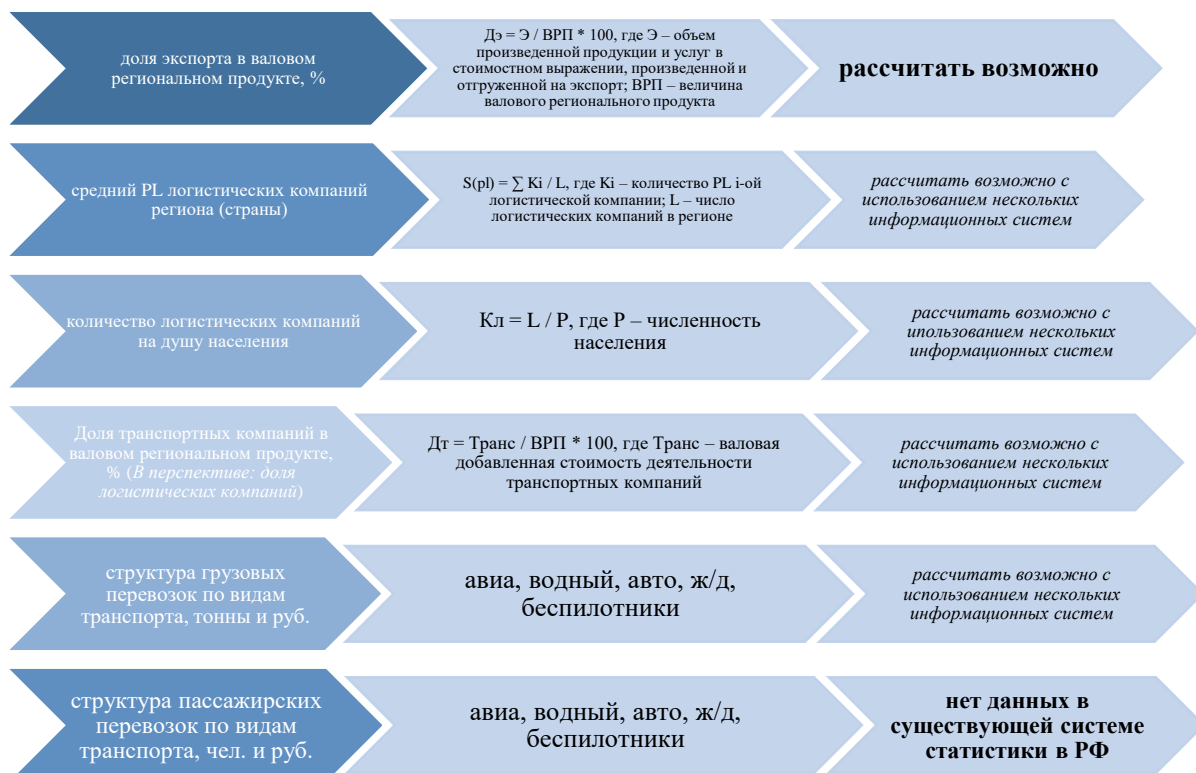 доля экспорта в валовом
региональном продукте, %
Дэ = Э / ВРП * 100, где Э – объем
произведенной продукции и услуг в
стоимостном выражении, произведенной и
отгруженной на экспорт; ВРП – величина
валового регионального продукта
рассчитать возможно
средний PL логистических компаний
региона (страны)
S(pl) = ∑ Ki / L, где Ki – количество PL i-ой
логистической компании; L – число
логистических компаний в регионе
рассчитать возможно с
использованием нескольких
информационных систем
количество логистических компаний
на душу населения
Кл = L / P, где P – численность
населения
рассчитать возможно с
ипользованием нескольких
информационных систем
Доля транспортных компаний в
валовом региональном продукте,
% (В перспективе: доля
логистических компаний)
Дт = Транс / ВРП * 100, где Транс – валовая
добавленная стоимость деятельности
транспортных компаний
рассчитать возможно с
использованием нескольких
информационных систем
структура грузовых
перевозок по видам
транспорта, тонны и руб.
авиа, водный, авто, ж/д,
беспилотники
рассчитать возможно с
использованием нескольких
информационных систем
структура пассажирских
перевозок по видам
транспорта, чел. и руб.
авиа, водный, авто, ж/д,
беспилотники
нет данных в
существующей системе
статистики в РФ